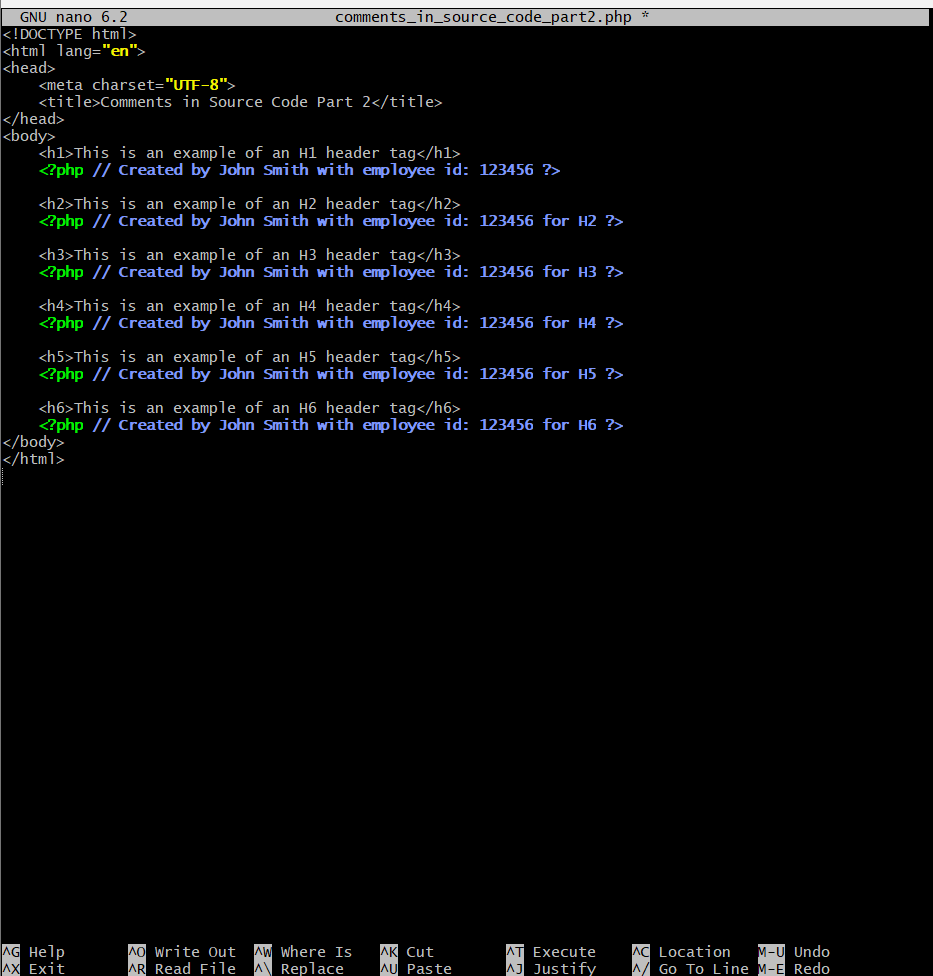 GNU nano 6.2 comments_in_source_code_part2.php *
<!DOCTYPE html>
<html lang="en">
<head>
    <meta charset="UTF-8">
    <title>Comments in Source Code Part 2</title>
</head>
<body>
    <h1>This is an example of an H1 header tag</h1>
    <?php // Created by John Smith with employee id: 123456 ?>

    <h2>This is an example of an H2 header tag</h2>
    <?php // Created by John Smith with employee id: 123456 for H2 ?>

    <h3>This is an example of an H3 header tag</h3>
    <?php // Created by John Smith with employee id: 123456 for H3 ?>

    <h4>This is an example of an H4 header tag</h4>
    <?php // Created by John Smith with employee id: 123456 for H4 ?>

    <h5>This is an example of an H5 header tag</h5>
    <?php // Created by John Smith with employee id: 123456 for H5 ?>

    <h6>This is an example of an H6 header tag</h6>
    <?php // Created by John Smith with employee id: 123456 for H6 ?>
</body>
</html>
^G Help ^O Write Out ^W Where Is ^K Cut ^T Execute ^C Location M-U Undo
^X Exit ^R Read File ^\ Replace ^U Paste ^J Justify ^/ Go To Line M-E Redo